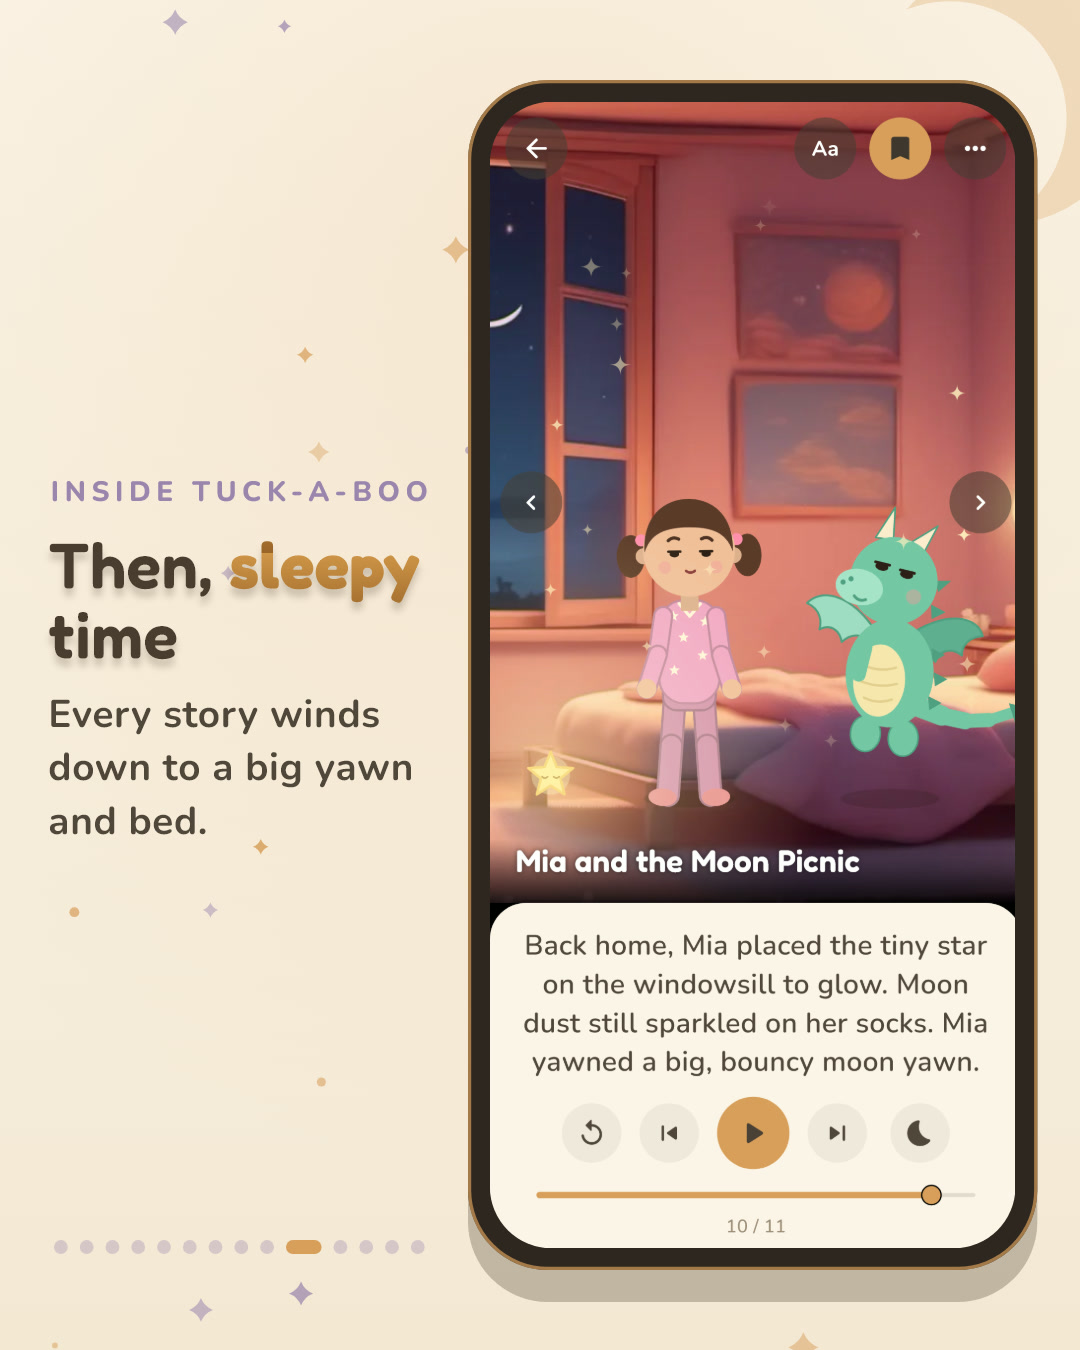 INSIDE TUCK-A-BOO
Then, sleepy
time
Every story winds
down to a big yawn
and bed.
Aa
Mia and the Moon Picnic
Back home, Mia placed the tiny star
on the windowsill to glow. Moon
dust still sparkled on her socks. Mia
yawned a big, bouncy moon yawn.
10 / 11